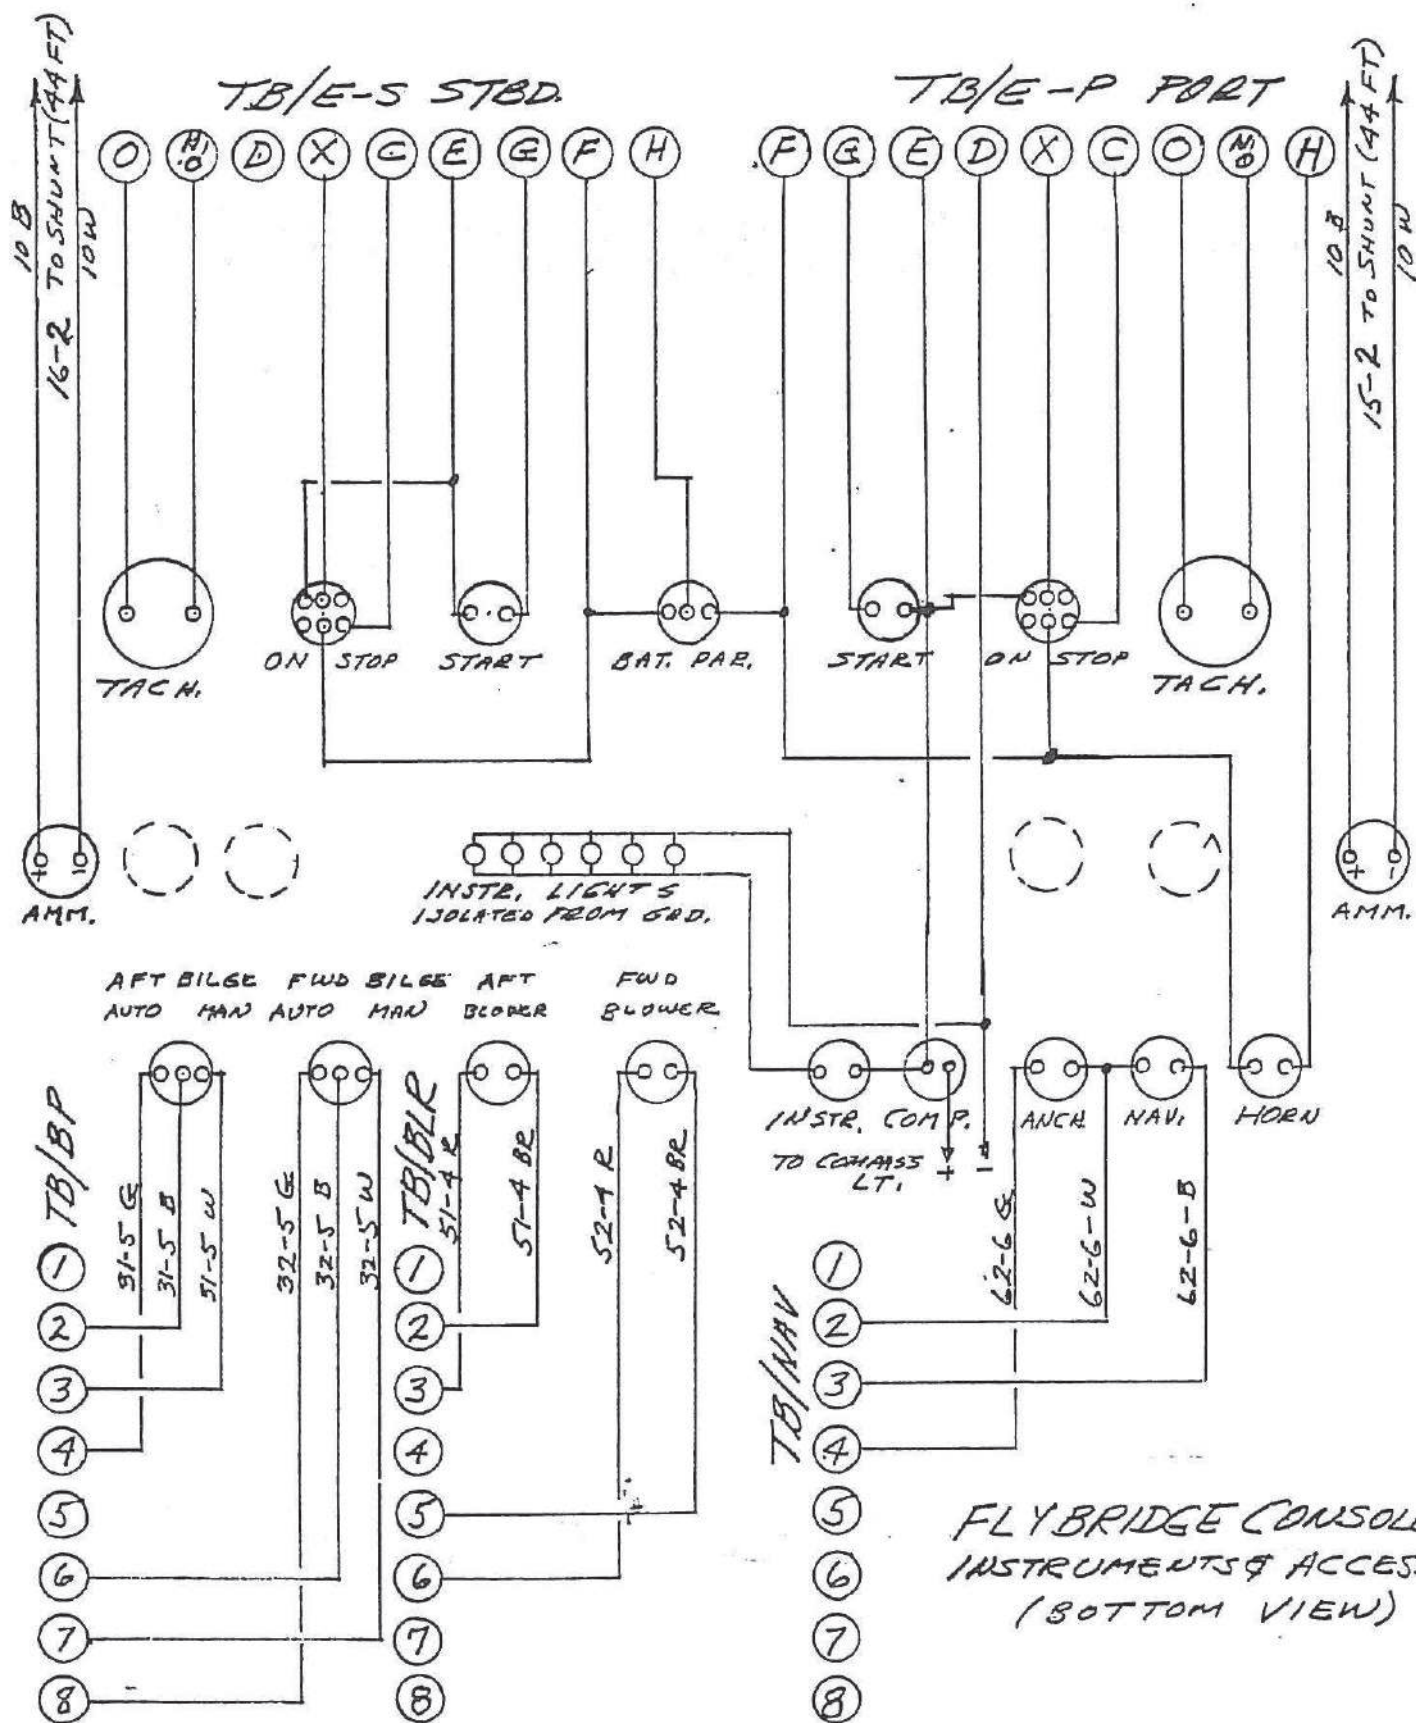 TB/E-S STBD.
TB/E-P PORT
10 B
16-2 TO SHUNT (44 FT)
10 W
O
N.O
D
X
C
E
G
F
H
F
G
E
D
X
C
O
N.O
H
10 B
15-2 TO SHUNT (44 FT)
10 W
TACH.
ON STOP
START
BAT. PAR.
START
ON STOP
TACH.
+ -
AMM.
INSTR. LIGHTS
ISOLATED FROM GRD.
+ -
AMM.
AFT BILGE
AUTO MAN
FWD BILGE
AUTO MAN
AFT
BLOWER
FWD
BLOWER
INSTR.
COMP.
ANCH
NAV.
HORN
TO COMPASS
LT.
+ -
TB/BP
31-5 G
31-5 B
51-5 W
32-5 G
32-5 B
32-5 W
1
2
3
4
5
6
7
8
TB/BLR
51-4 R
51-4 BR
52-4 R
52-4 BR
1
2
3
4
5
6
7
8
TB/NAV
62-6 G
62-6-W
62-6-B
1
2
3
4
5
6
7
8
FLYBRIDGE CONSOLE
INSTRUMENTS & ACCES
(BOTTOM VIEW)